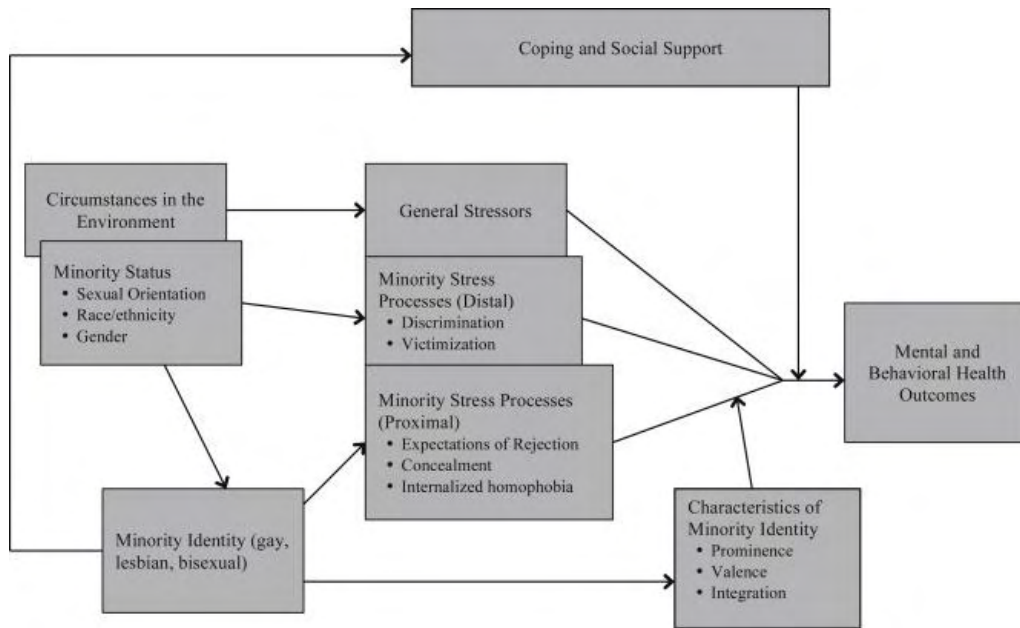 Coping and Social Support
Circumstances in the
Environment
General Stressors
Minority Status
• Sexual Orientation
• Race/ethnicity
• Gender
Minority Stress
Processes (Distal)
• Discrimination
• Victimization
Mental and
Behavioral Health
Outcomes
Minority Stress Processes
(Proximal)
• Expectations of Rejection
• Concealment
• Internalized homophobia
Minority Identity (gay,
lesbian, bisexual)
Characteristics of
Minority Identity
• Prominence
• Valence
• Integration